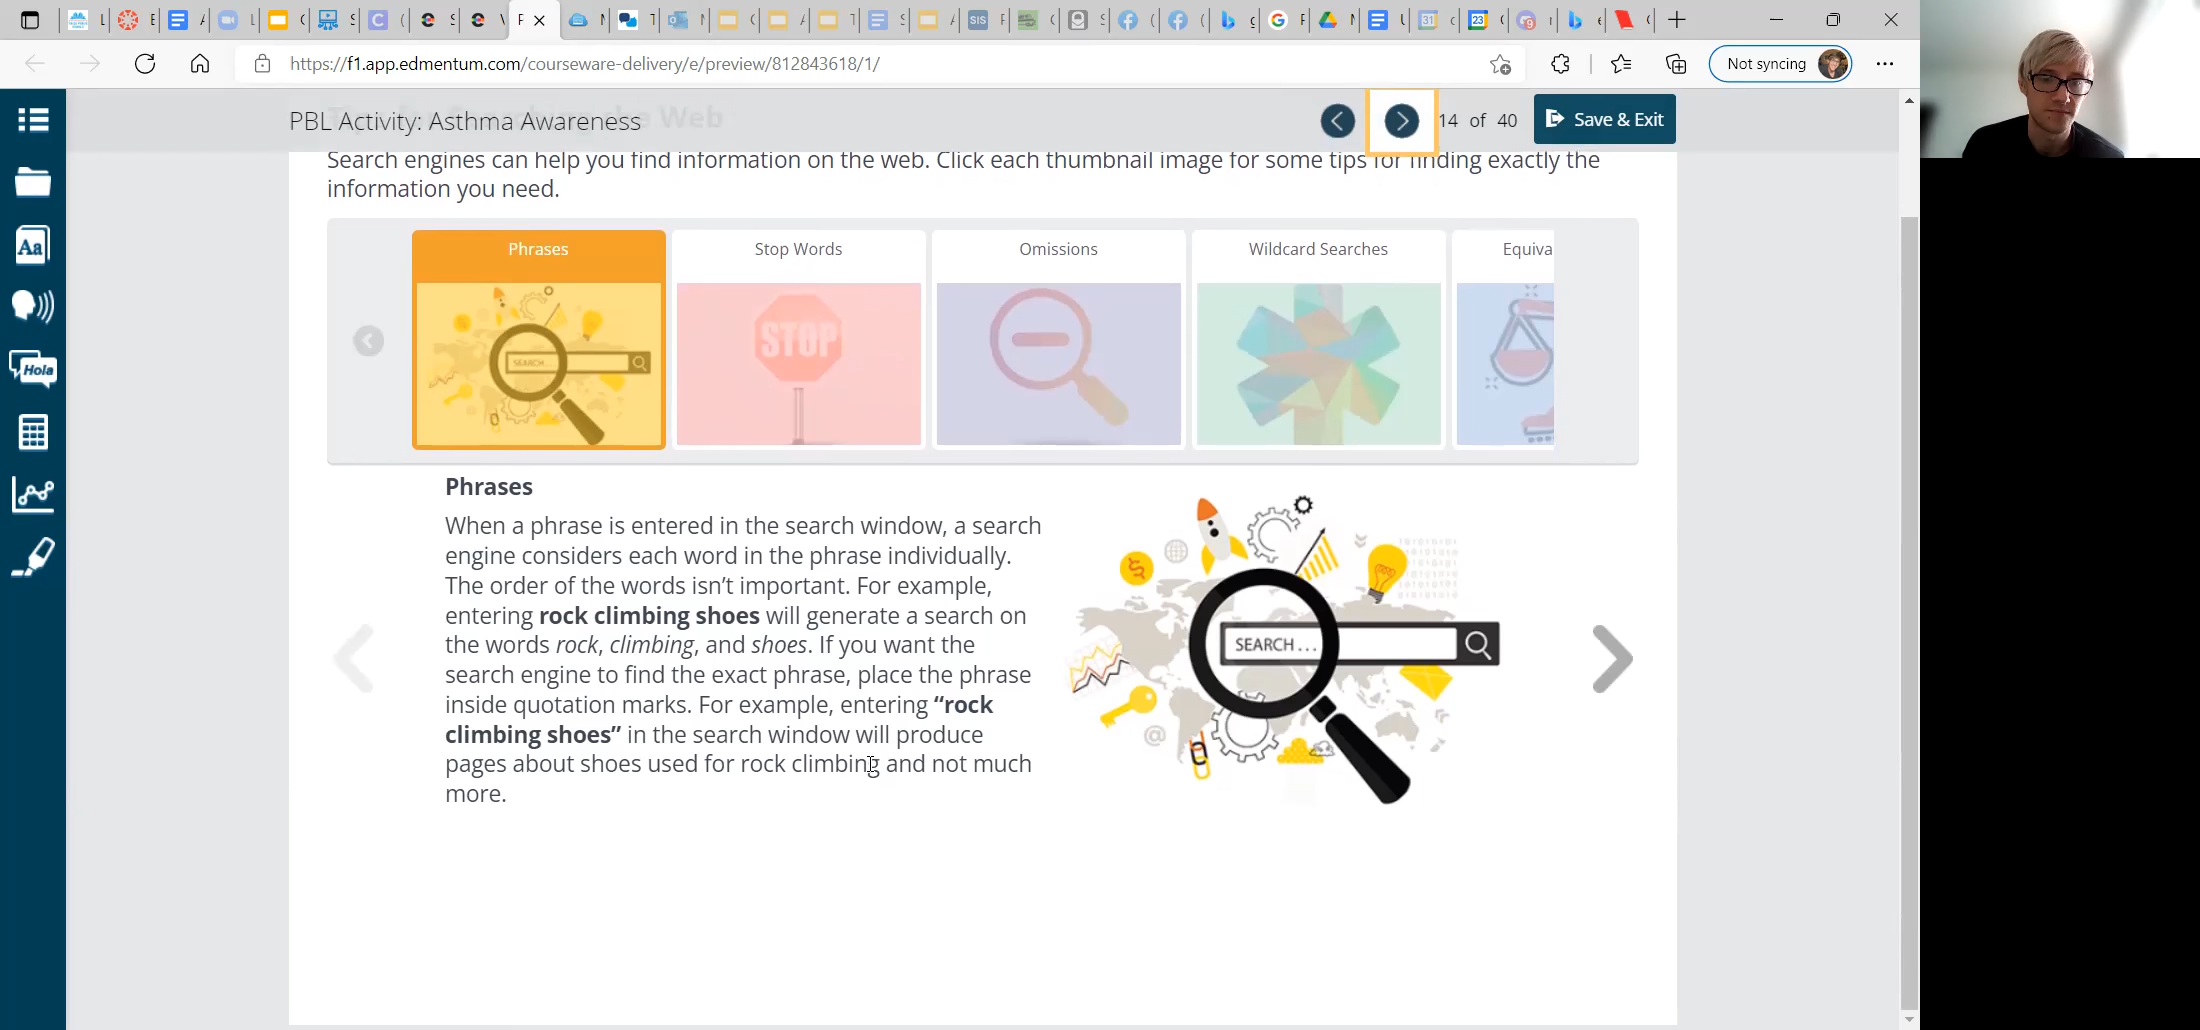 Not syncing
https://f1.app.edmentum.com/courseware-delivery/e/preview/812843618/1/
PBL Activity: Asthma Awareness
14 of 40
Save & Exit
the Web
Search engines can help you find information on the web. Click each thumbnail image for some tips for finding exactly the
information you need.
Phrases
Stop Words
Omissions
Wildcard Searches
Equiva
SEARCH...
STOP
Aa
Hola
Phrases
When a phrase is entered in the search window, a search
engine considers each word in the phrase individually.
The order of the words isn’t important. For example,
entering rock climbing shoes will generate a search on
the words rock, climbing, and shoes. If you want the
search engine to find the exact phrase, place the phrase
inside quotation marks. For example, entering “rock
climbing shoes” in the search window will produce
pages about shoes used for rock climbing and not much
more.
SEARCH...